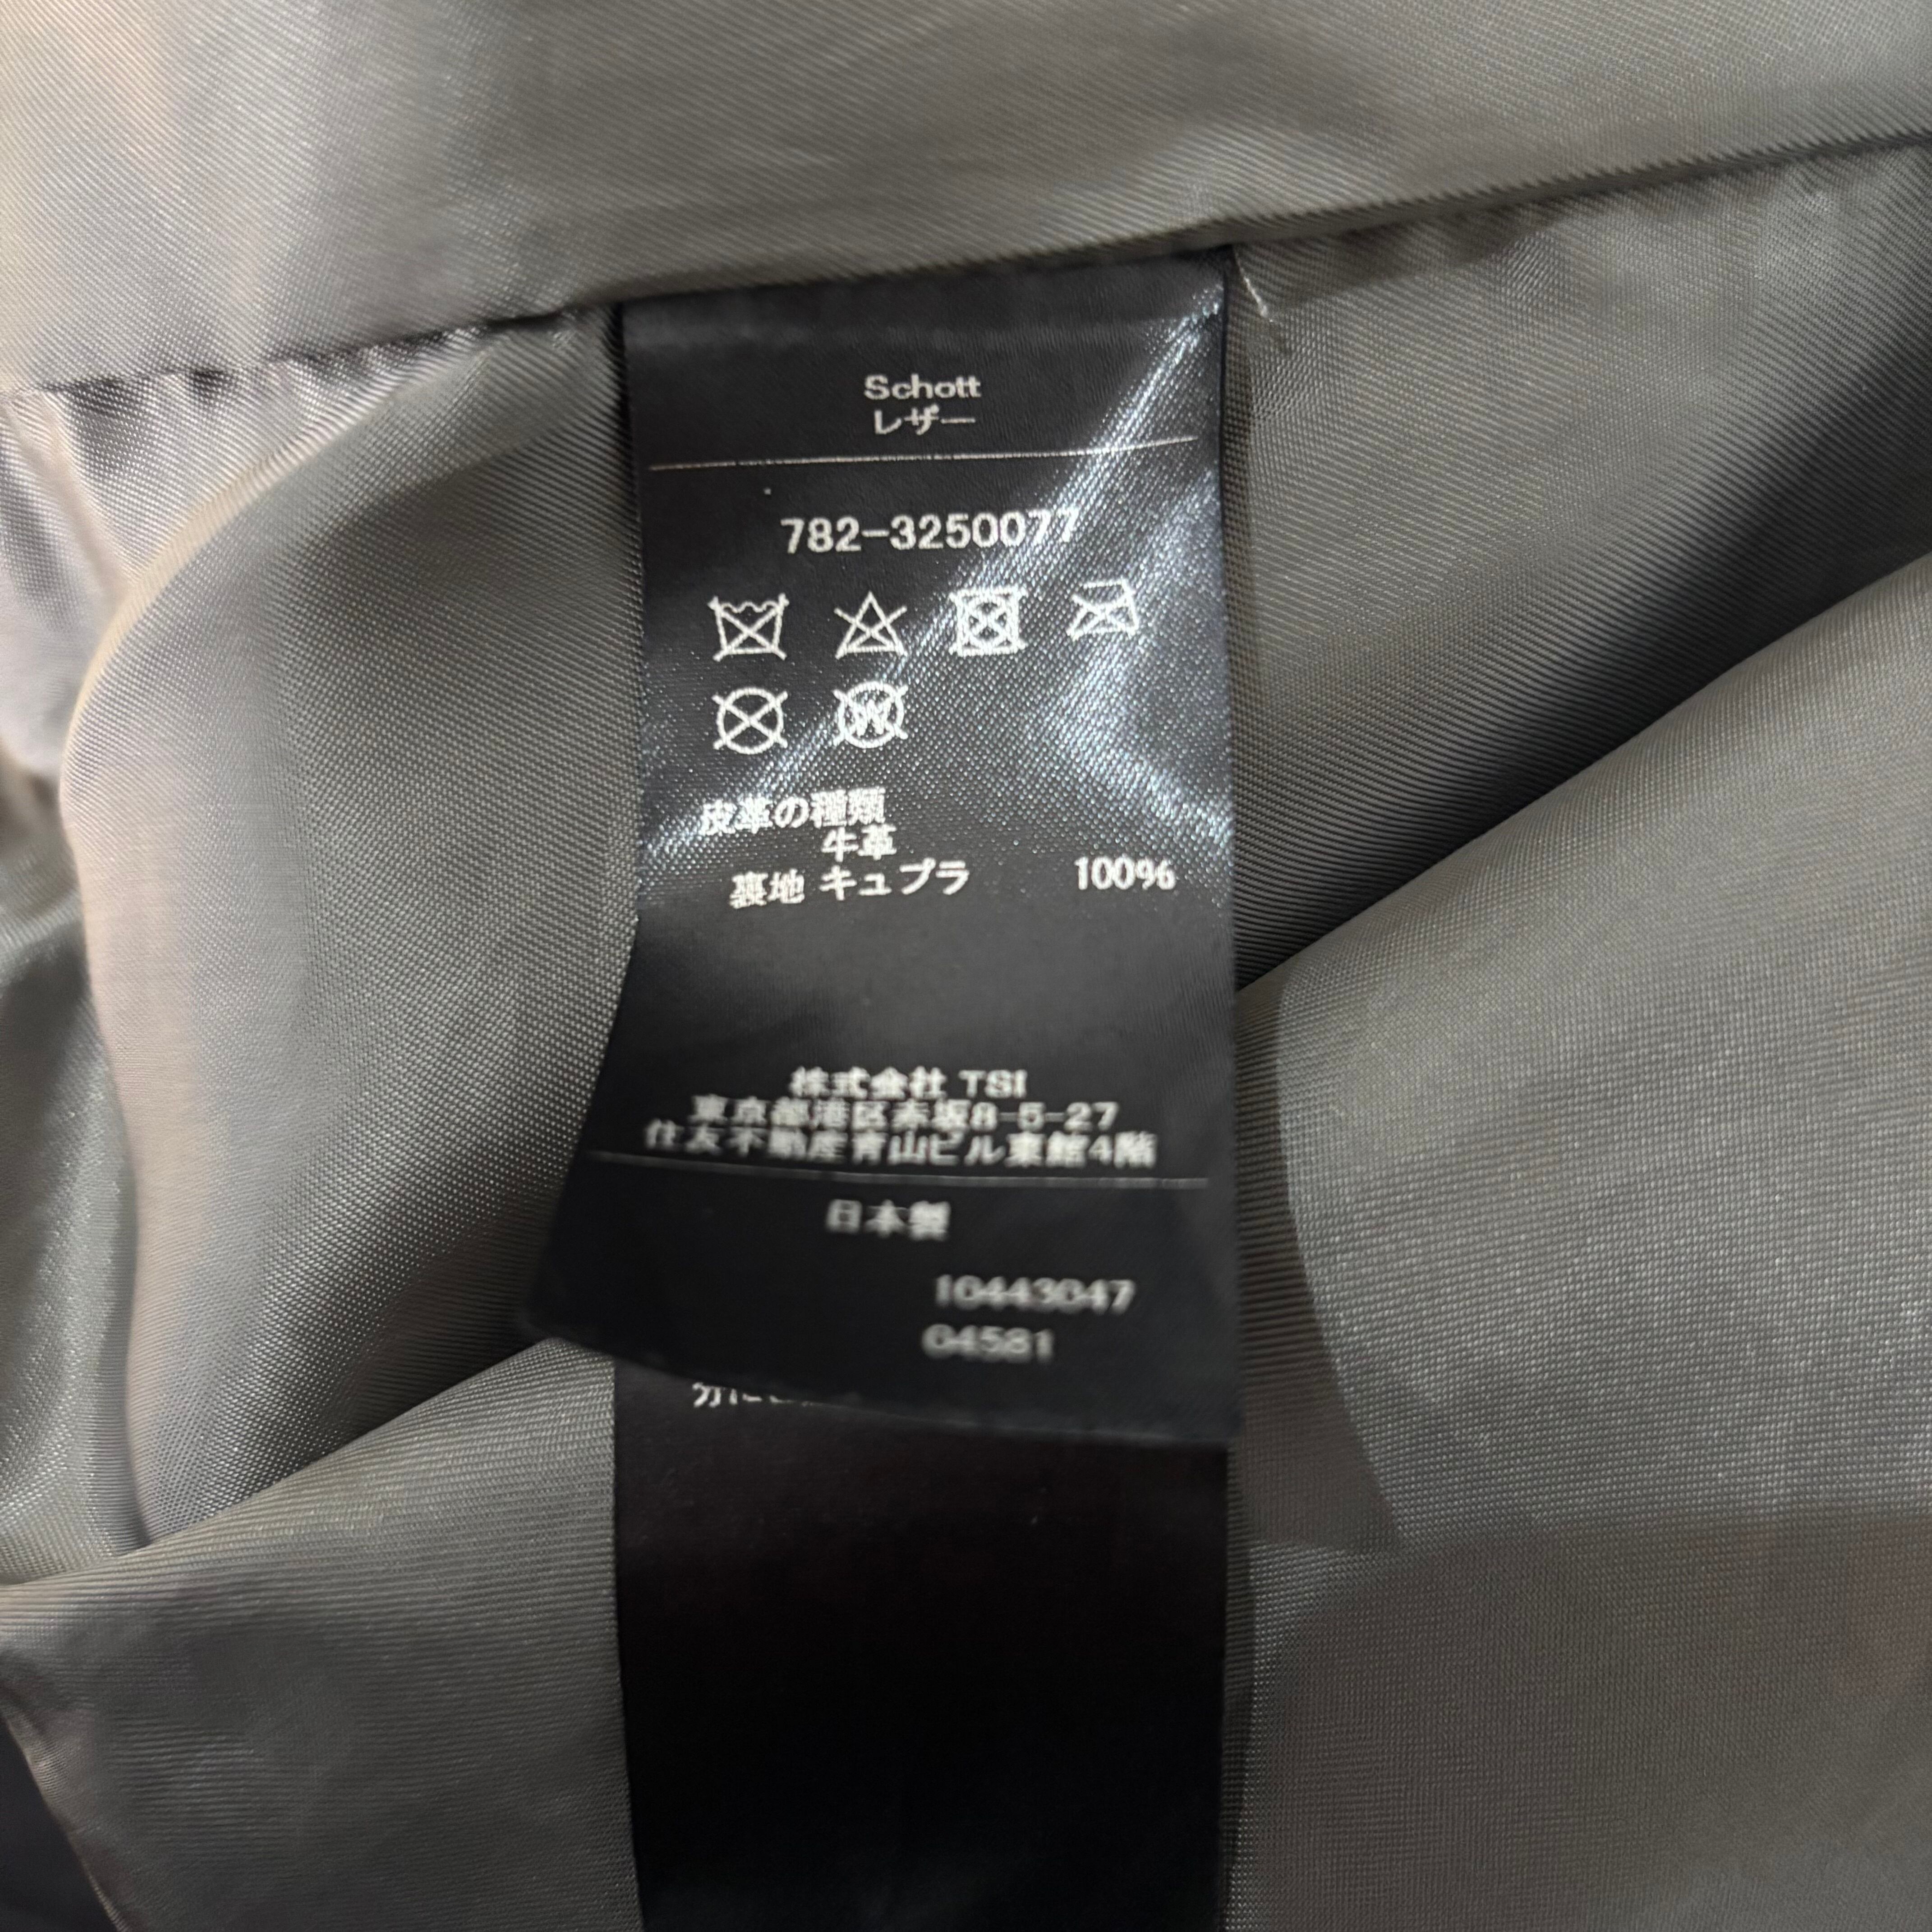 Schott
レザー
782-3250077
W
皮革の種類
牛革
裏地 キュプラ 100%
株式会社 TSI
東京都港区赤坂8-5-27
住友不動産青山ビル東館4階
日本製
10443047
04581